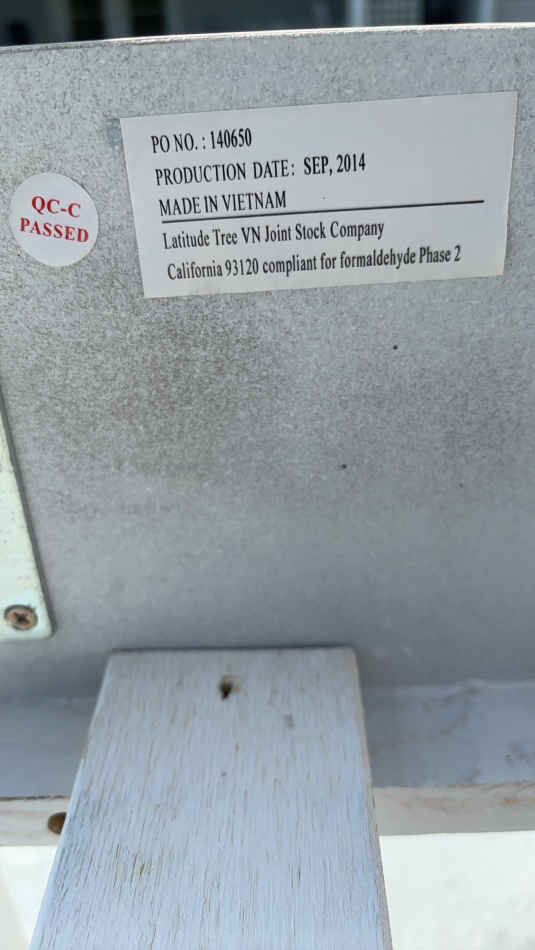 PO NO. : 140650
PRODUCTION DATE: SEP, 2014
MADE IN VIETNAM
Latitude Tree VN Joint Stock Company
California 93120 compliant for formaldehyde Phase 2
QC-C
PASSED